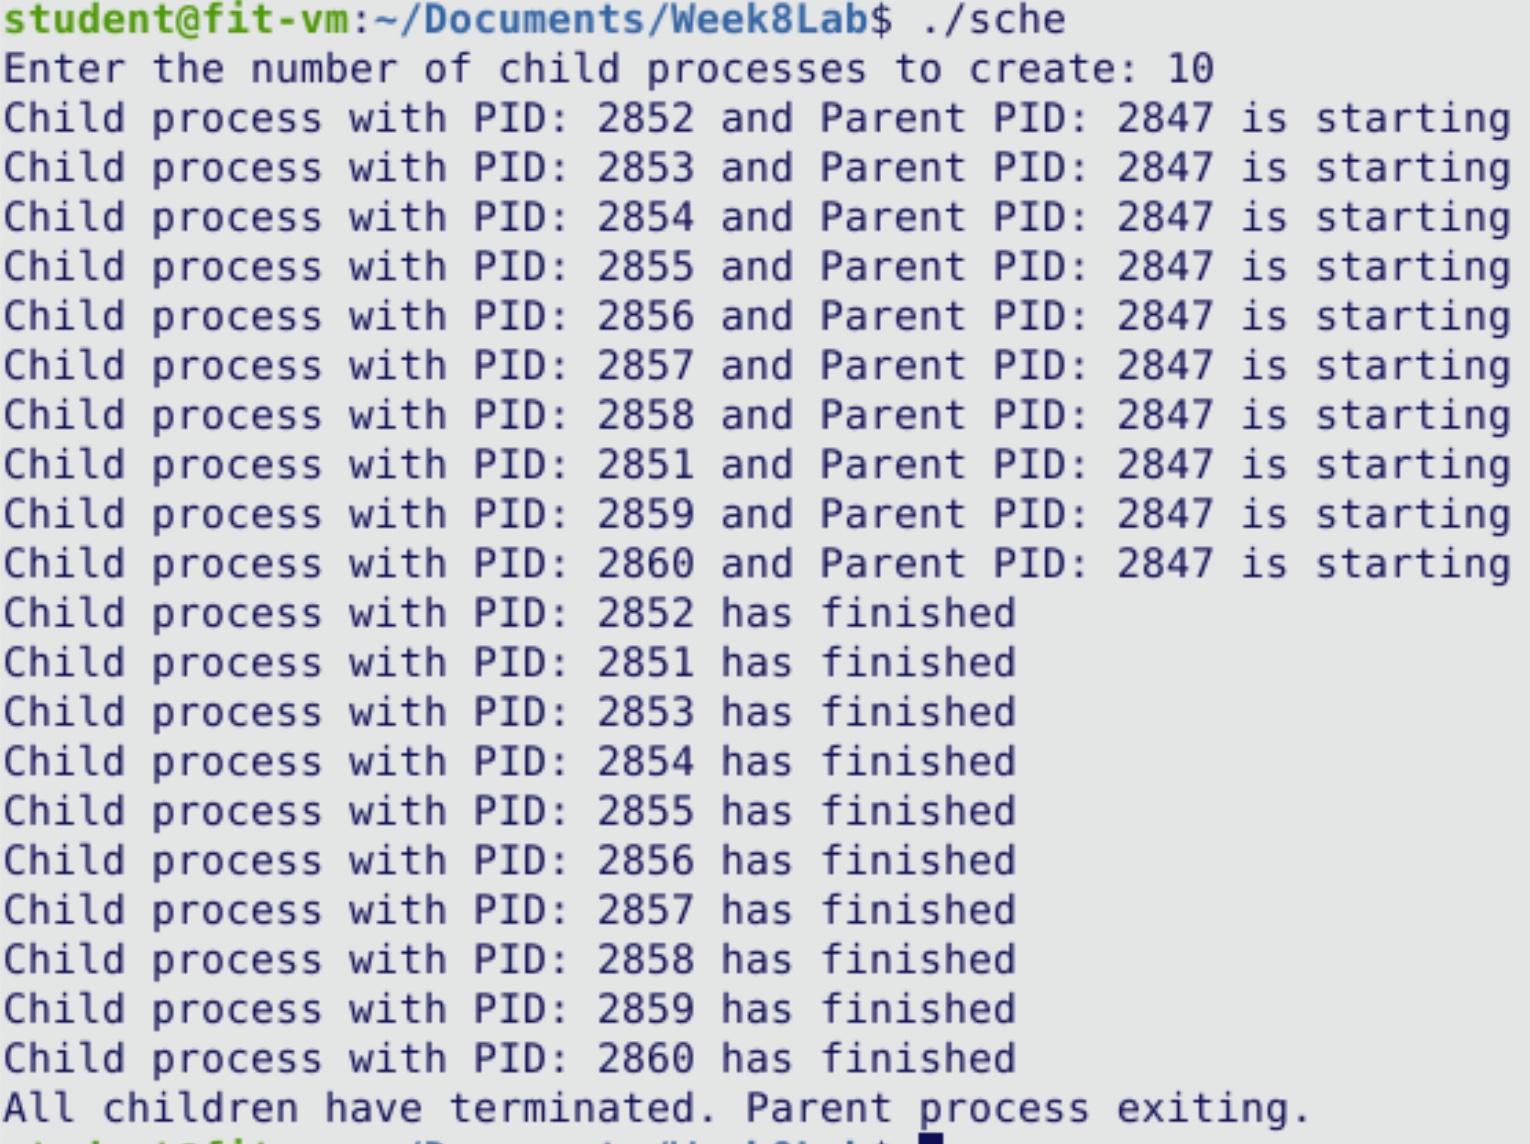 student@fit-vm:~/Documents/Week8Lab$ ./sche
Enter the number of child processes to create: 10
Child process with PID: 2852 and Parent PID: 2847 is starting
Child process with PID: 2853 and Parent PID: 2847 is starting
Child process with PID: 2854 and Parent PID: 2847 is starting
Child process with PID: 2855 and Parent PID: 2847 is starting
Child process with PID: 2856 and Parent PID: 2847 is starting
Child process with PID: 2857 and Parent PID: 2847 is starting
Child process with PID: 2858 and Parent PID: 2847 is starting
Child process with PID: 2851 and Parent PID: 2847 is starting
Child process with PID: 2859 and Parent PID: 2847 is starting
Child process with PID: 2860 and Parent PID: 2847 is starting
Child process with PID: 2852 has finished
Child process with PID: 2851 has finished
Child process with PID: 2853 has finished
Child process with PID: 2854 has finished
Child process with PID: 2855 has finished
Child process with PID: 2856 has finished
Child process with PID: 2857 has finished
Child process with PID: 2858 has finished
Child process with PID: 2859 has finished
Child process with PID: 2860 has finished
All children have terminated. Parent process exiting.